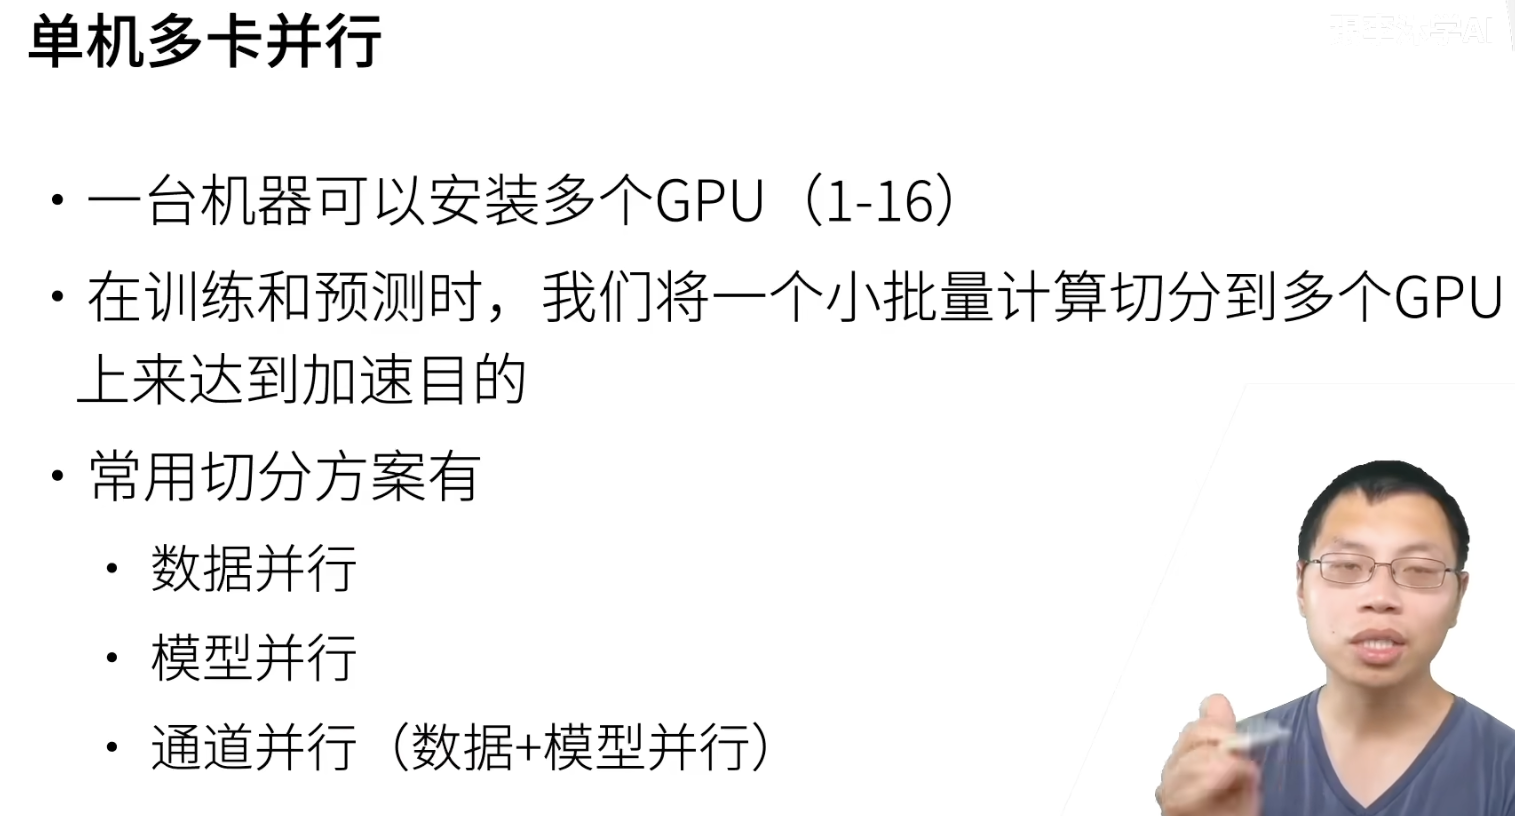 单机多卡并行
• 一台机器可以安装多个GPU（1-16）
• 在训练和预测时，我们将一个小批量计算切分到多个GPU
上来达到加速目的
• 常用切分方案有
• 数据并行
• 模型并行
• 通道并行（数据+模型并行）